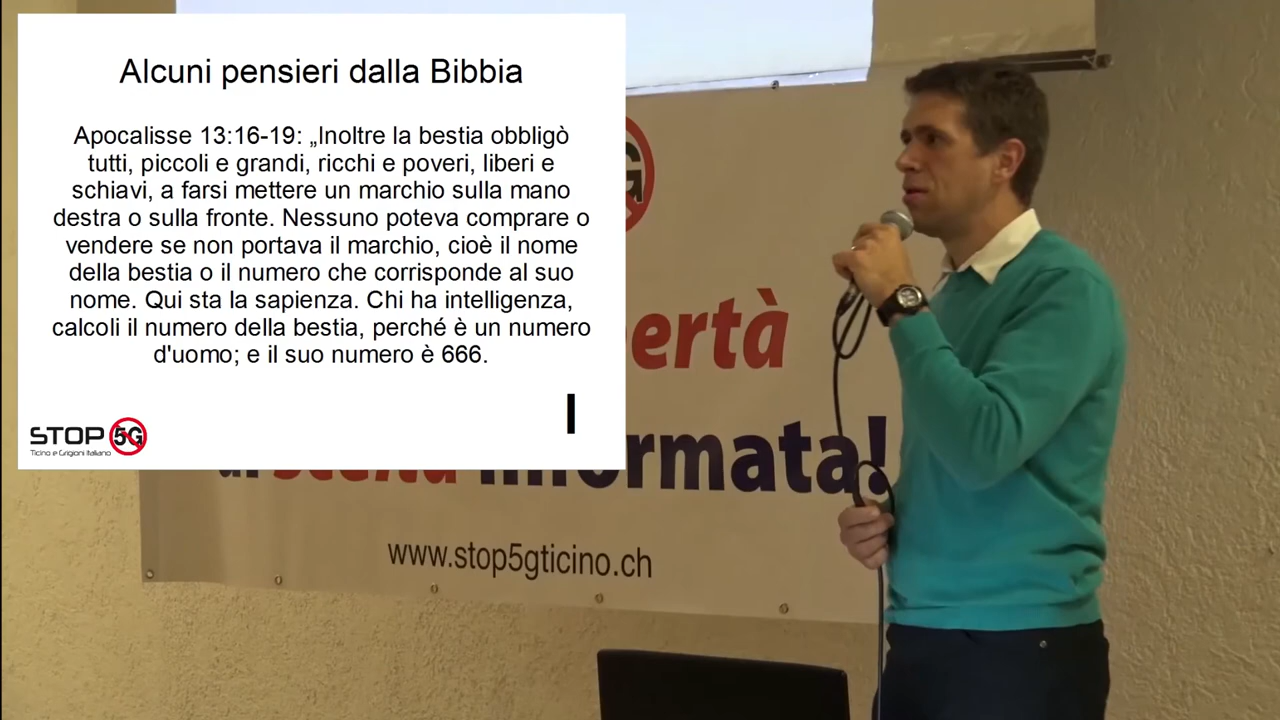 Alcuni pensieri dalla Bibbia
Apocalisse 13:16-19: „Inoltre la bestia obbligò
tutti, piccoli e grandi, ricchi e poveri, liberi e
schiavi, a farsi mettere un marchio sulla mano
destra o sulla fronte. Nessuno poteva comprare o
vendere se non portava il marchio, cioè il nome
della bestia o il numero che corrisponde al suo
nome. Qui sta la sapienza. Chi ha intelligenza,
calcoli il numero della bestia, perché è un numero
d'uomo; e il suo numero è 666.
STOP 5G
Ticino e Grigioni Italiano
www.stop5gticino.ch